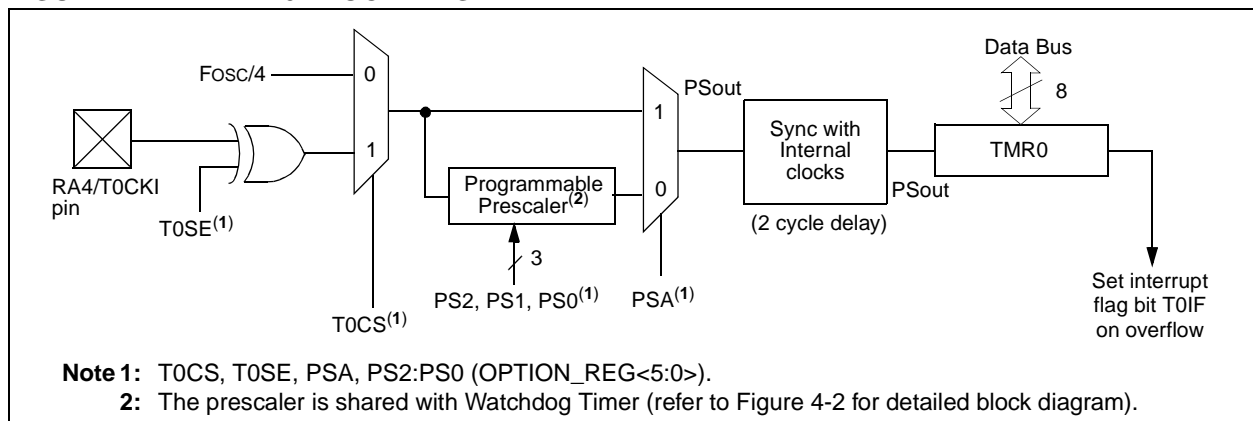 Data Bus
FOSC/4
0
PSout
8
1
1
Sync with
Internal
clocks
TMR0
RA4/T0CKI
pin
Programmable
Prescaler(2)
0
PSout
T0SE(1)
(2 cycle delay)
3
PS2, PS1, PS0(1)
PSA(1)
T0CS(1)
Set interrupt
flag bit T0IF
on overflow
Note 1: T0CS, T0SE, PSA, PS2:PS0 (OPTION_REG<5:0>).
2: The prescaler is shared with Watchdog Timer (refer to Figure 4-2 for detailed block diagram).